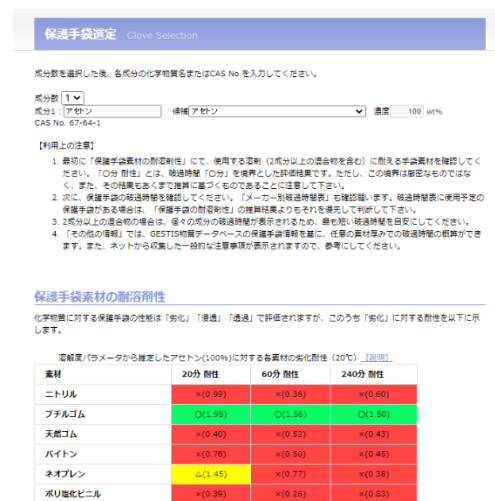 保護手袋選定 Glove Selection
成分数を選択した後、各成分の化学物質名またはCAS No.を入力してください。
成分数 1
成分1： アセトン 候補 アセトン 濃度 100 wt%
CAS No. 67-64-1
【利用上の注意】
1. 最初に「保護手袋素材の耐溶剤性」にて、使用する溶剤（2成分以上の混合物を含む）に耐える手袋素材を確認してく
ださい。「〇分 耐性」とは、破過時間「〇分」を境界とした評価結果です。ただし、この境界は厳密なものではな
く、また、その結果もあくまで推算に基づくものであることに注意して下さい。
2. 次に、保護手袋の破過時間を確認してください。「メーカー別破過時間表」も確認願います。破過時間表に使用予定の
保護手袋がある場合は、「保護手袋の耐溶剤性」の推算結果よりもそれを優先して判断して下さい。
3. 2成分以上の混合物の場合は、個々の成分の破過時間が表示されるため、最も短い破過時間を目安にしてください。
4. 「その他の情報」では、GESTIS物質データベースの保護手袋情報を基に、任意の素材厚みでの破過時間の概算ができ
ます。また、ネットから収集した一般的な注意事項が表示されますので、参考にしてください。
保護手袋素材の耐溶剤性
化学物質に対する保護手袋の性能は「劣化」「浸透」「透過」で評価されますが、このうち「劣化」に対する耐性を以下に示
します。
溶解度パラメータから推定したアセトン(100%)に対する各素材の劣化耐性（20℃）【説明】
素材 20分 耐性 60分 耐性 240分 耐性
ニトリル ×(0.99) ×(0.36) ×(0.60)
ブチルゴム 〇(1.95) 〇(1.56) 〇(1.50)
天然ゴム ×(0.40) ×(0.52) ×(0.43)
バイトン ×(0.76) ×(0.50) ×(0.45)
ネオプレン △(1.45) ×(0.77) ×(0.38)
ポリ塩化ビニル ×(0.39) ×(0.26) ×(0.83)